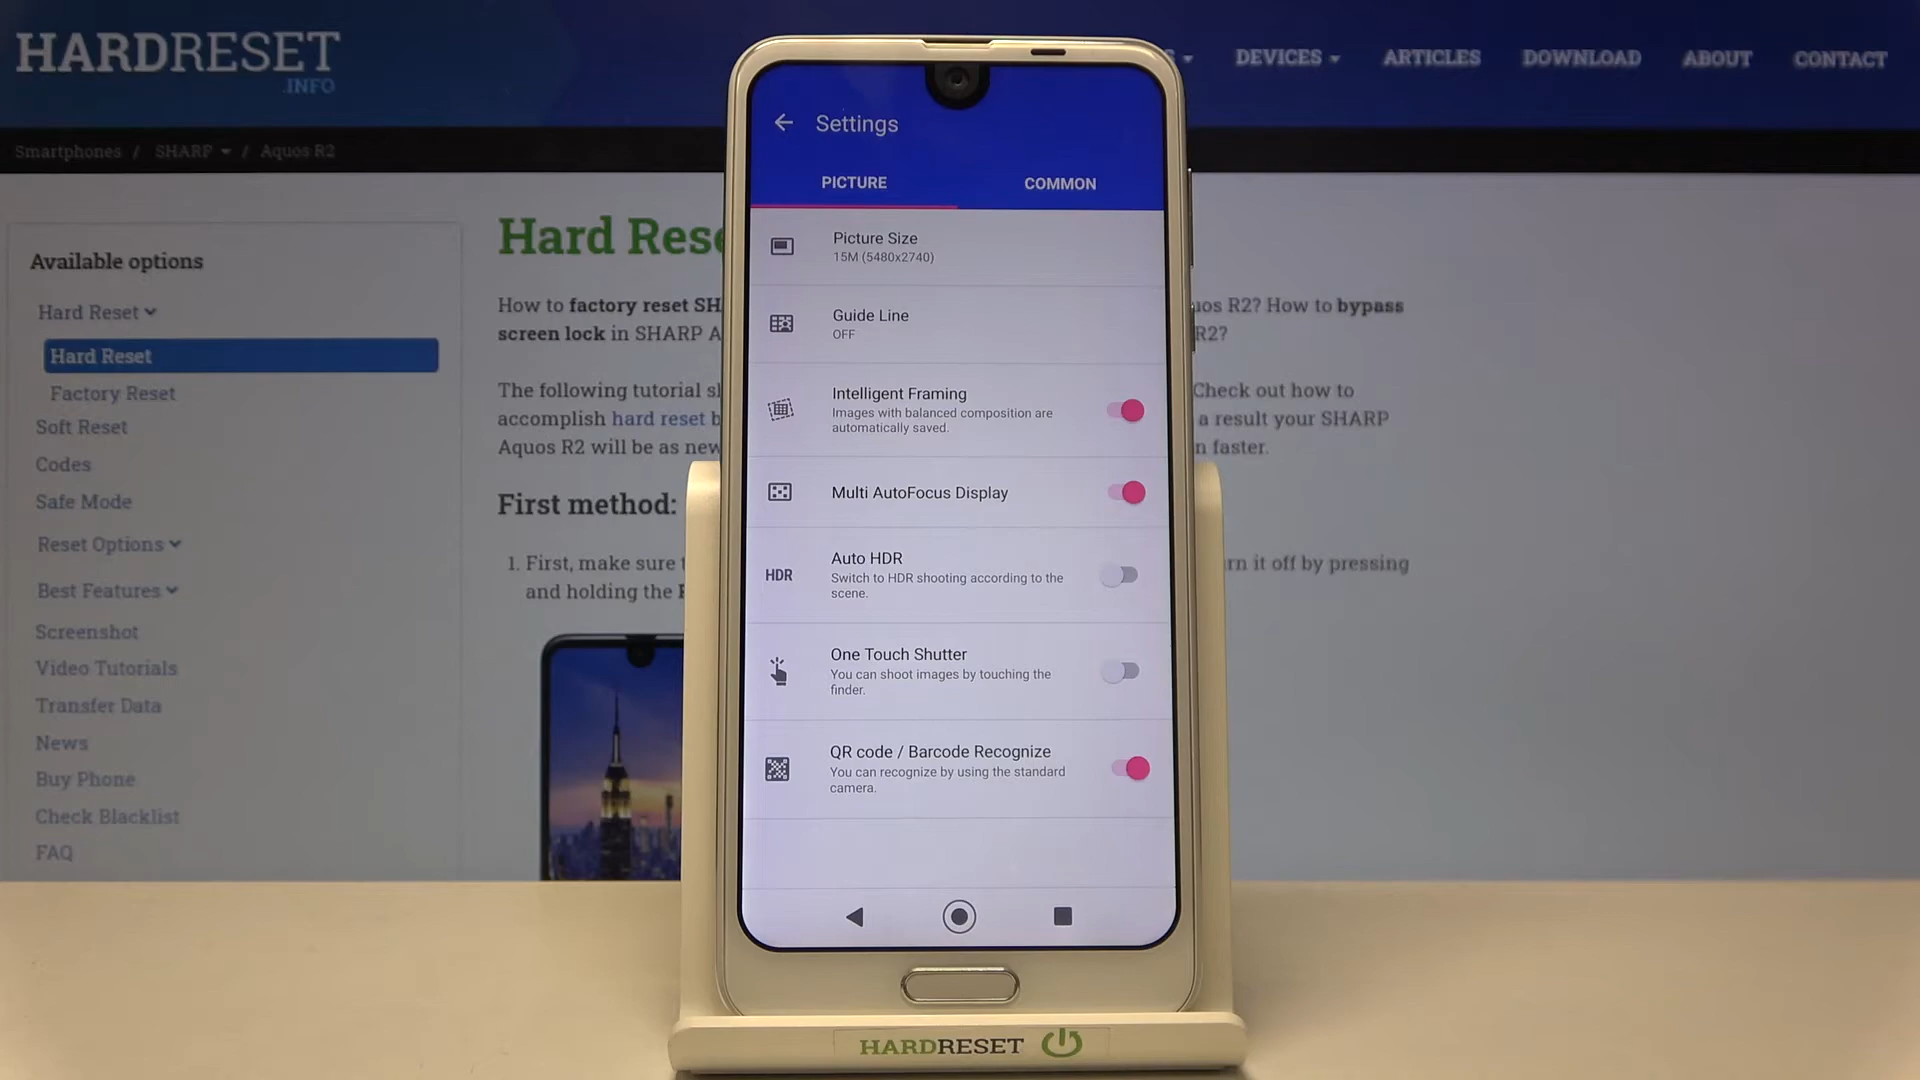 HARDRESET
.INFO
DEVICES
ARTICLES
DOWNLOAD
ABOUT
CONTACT
Smartphones / SHARP / Aquos R2
Available options
Hard Reset
Hard Reset
Factory Reset
Soft Reset
Codes
Safe Mode
Reset Options
Best Features
Screenshot
Video Tutorials
Transfer Data
News
Buy Phone
Check Blacklist
FAQ
Hard Rese
How to factory reset SH
screen lock in SHARP A
The following tutorial sl
accomplish hard reset b
Aquos R2 will be as new
First method:
1. First, make sure t
and holding the P
uos R2? How to bypass
R2?
Check out how to
a result your SHARP
n faster.
rn it off by pressing
Settings
PICTURE
COMMON
Picture Size
15M (5480x2740)
Guide Line
OFF
Intelligent Framing
Images with balanced composition are
automatically saved.
Multi AutoFocus Display
HDR
Auto HDR
Switch to HDR shooting according to the
scene.
One Touch Shutter
You can shoot images by touching the
finder.
QR code / Barcode Recognize
You can recognize by using the standard
camera.
HARDRESET